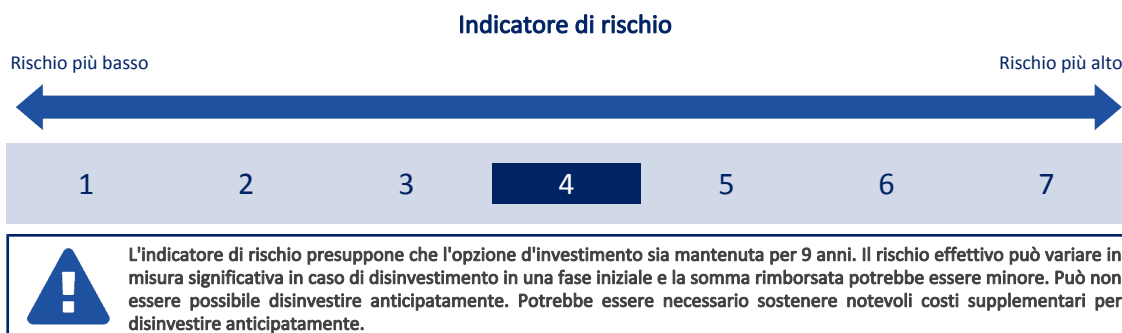 Indicatore di rischio
Rischio più basso
Rischio più alto
1 2 3 4 5 6 7
L'indicatore di rischio presuppone che l'opzione d'investimento sia mantenuta per 9 anni. Il rischio effettivo può variare in
misura significativa in caso di disinvestimento in una fase iniziale e la somma rimborsata potrebbe essere minore. Può non
essere possibile disinvestire anticipatamente. Potrebbe essere necessario sostenere notevoli costi supplementari per
disinvestire anticipatamente.